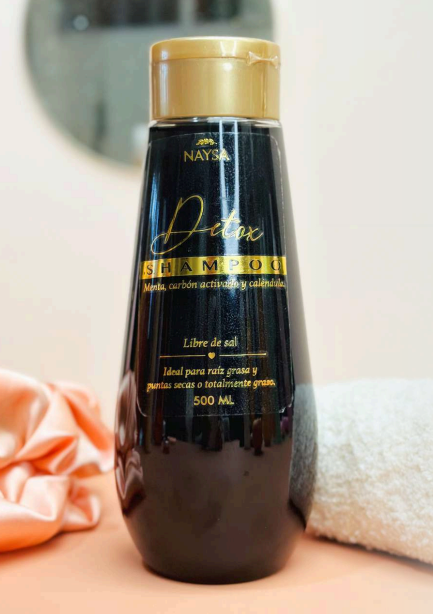 NAYSA
Detox
SHAMPOO
Menta, carbón activado y caléndula.
Libre de sal
Ideal para raíz grasa y
puntas secas o totalmente graso.
500 ML